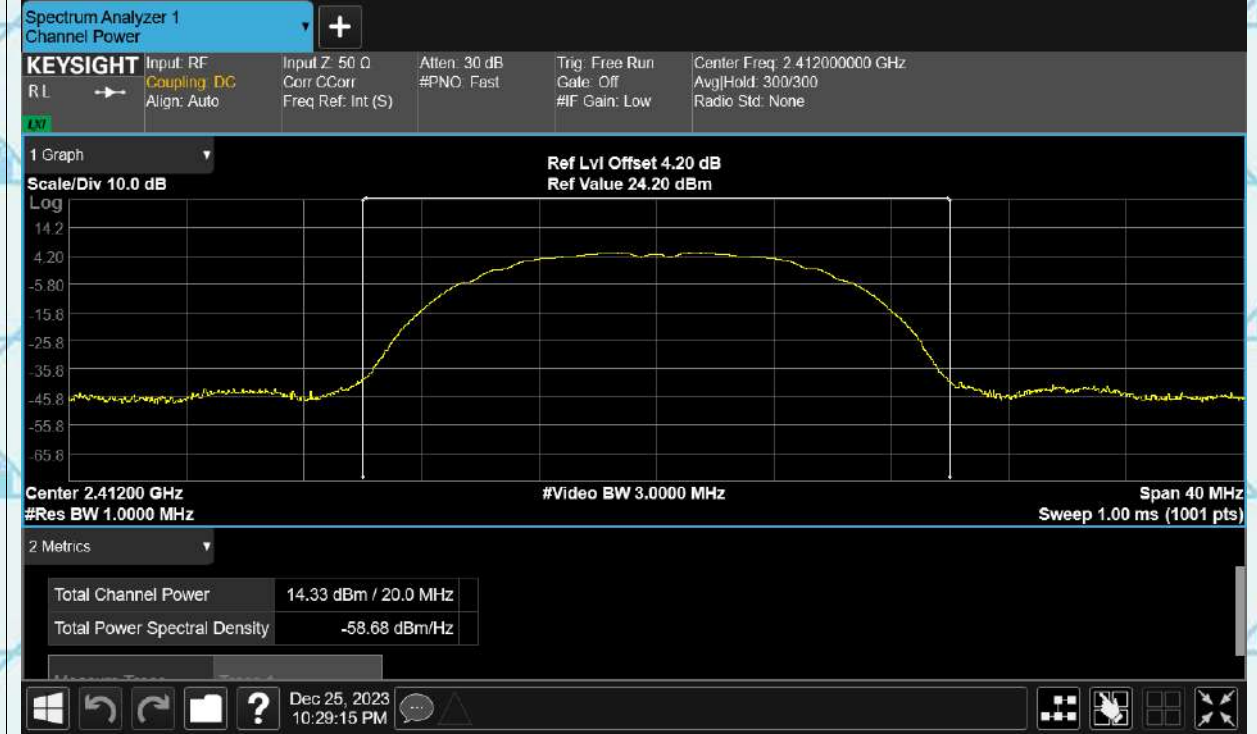 Spectrum Analyzer 1
Channel Power
+
KEYSIGHT
RL
LXI
Input: RF
Coupling: DC
Align: Auto
Input Z: 50 Ω
Corr CCorr
Freq Ref: Int (S)
Atten: 30 dB
#PNO: Fast
Trig: Free Run
Gate: Off
#IF Gain: Low
Center Freq: 2.412000000 GHz
Avg|Hold: 300/300
Radio Std: None
1 Graph
Scale/Div 10.0 dB
Ref Lvl Offset 4.20 dB
Ref Value 24.20 dBm
Log
14.2
4.20
-5.80
-15.8
-25.8
-35.8
-45.8
-55.8
-65.8
Center 2.41200 GHz
#Res BW 1.0000 MHz
#Video BW 3.0000 MHz
Span 40 MHz
Sweep 1.00 ms (1001 pts)
2 Metrics
Total Channel Power 14.33 dBm / 20.0 MHz
Total Power Spectral Density -58.68 dBm/Hz
?
Dec 25, 2023
10:29:15 PM